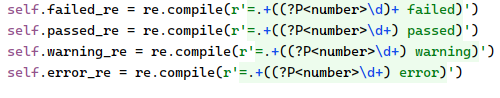 self.failed_re = re.compile(r'=.+((?P<number>\d)+ failed)')
self.passed_re = re.compile(r'=.+((?P<number>\d+) passed)')
self.warning_re = re.compile(r'=.+((?P<number>\d+) warning)')
self.error_re = re.compile(r'=.+((?P<number>\d+) error)')